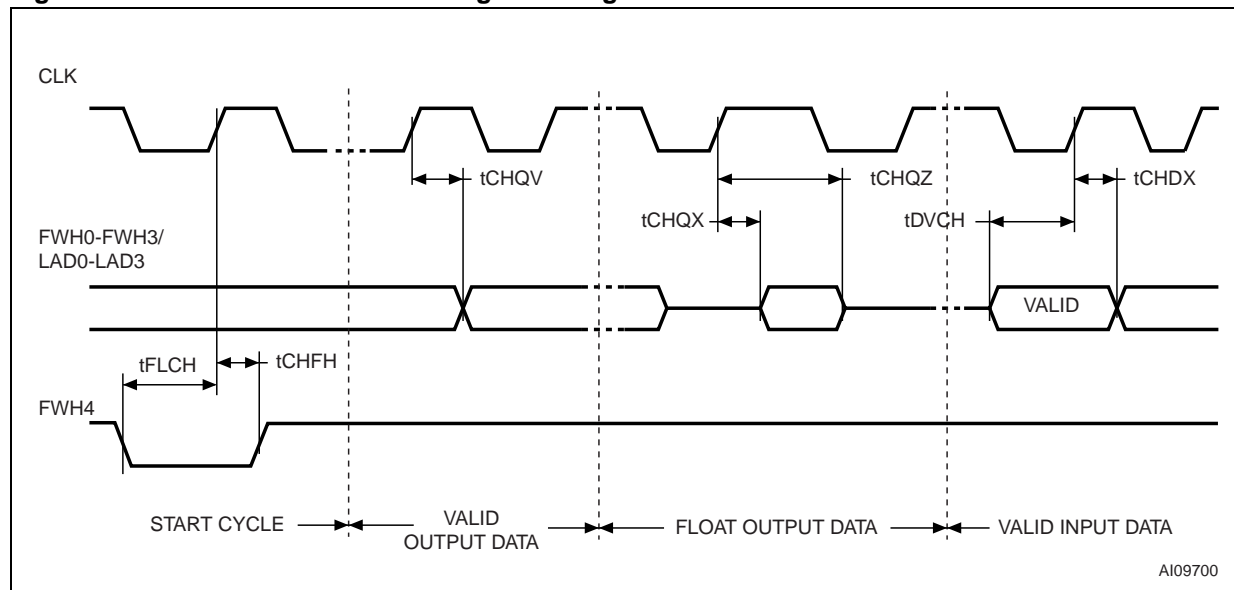 CLK
tCHQV
tCHQZ
tCHDX
tCHQX
tDVCH
FWH0-FWH3/
LAD0-LAD3
VALID
tFLCH
tCHFH
FWH4
START CYCLE
VALID
OUTPUT DATA
FLOAT OUTPUT DATA
VALID INPUT DATA
AI09700